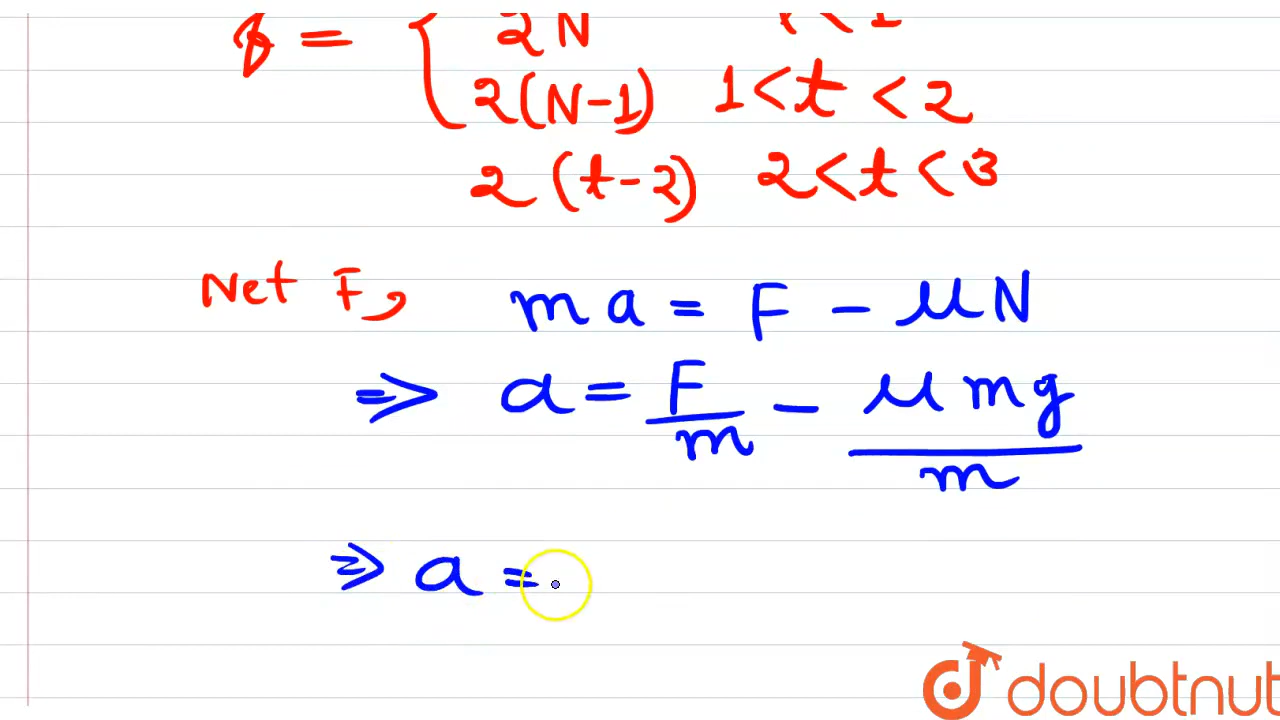 = { 2N
2(N-1) 1 < t < 2
2 (t-2) 2 < t < 3
Net F, ma = F - μN
⇒ a = F/m - μmg/m
⇒ a =
doubtnut